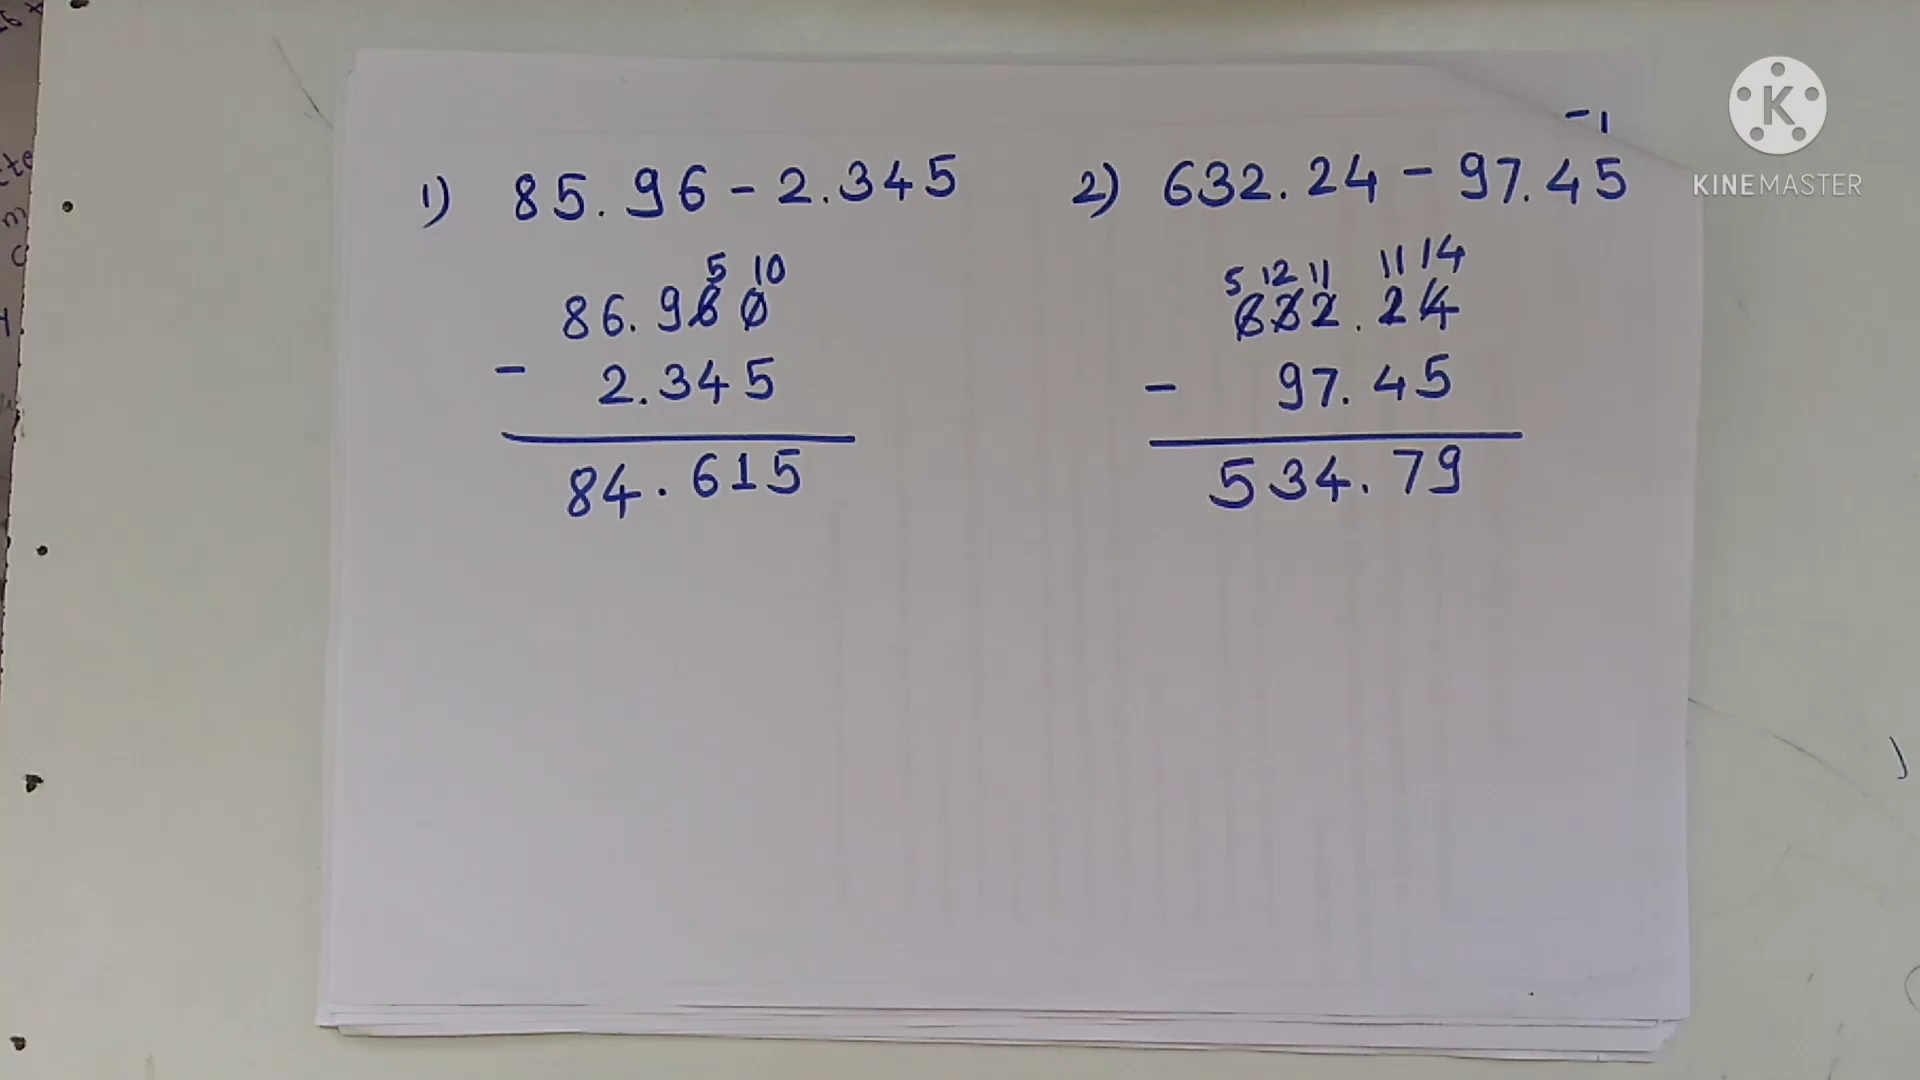 -1
1) 85.96 - 2.345
2) 632.24 - 97.45
5 10
86.960
- 2.345
84.615
5 12 11 11 14
632.24
- 97.45
534.79
K
KINEMASTER